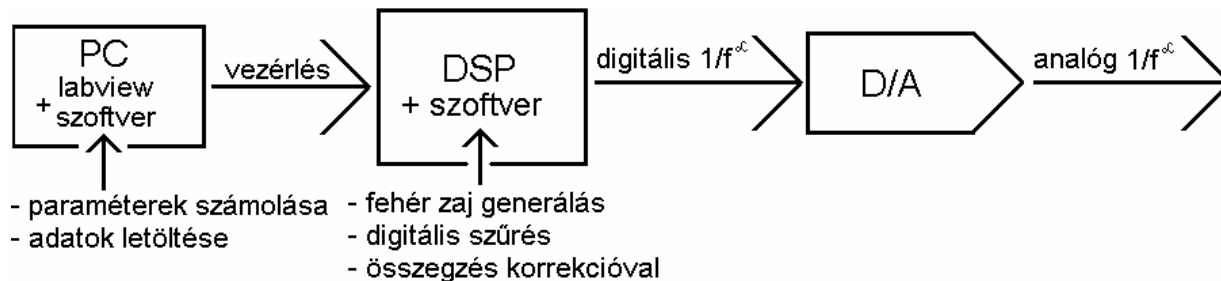 PC
labview
+ szoftver
vezérlés
DSP
+ szoftver
digitális 1/f^α
D/A
analóg 1/f^α
- paraméterek számolása
- adatok letöltése
- fehér zaj generálás
- digitális szűrés
- összegzés korrekcióval